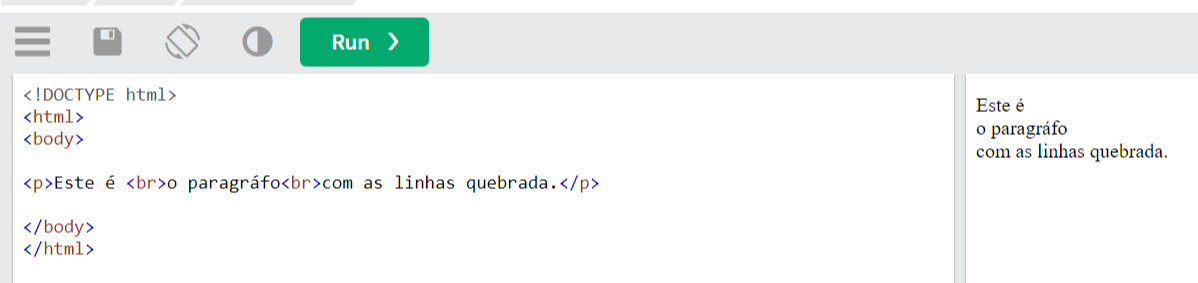 Run ❯
<!DOCTYPE html>
<html>
<body>
<p>Este é <br>o paragráfo<br>com as linhas quebrada.</p>
</body>
</html>
Este é
o paragráfo
com as linhas quebrada.